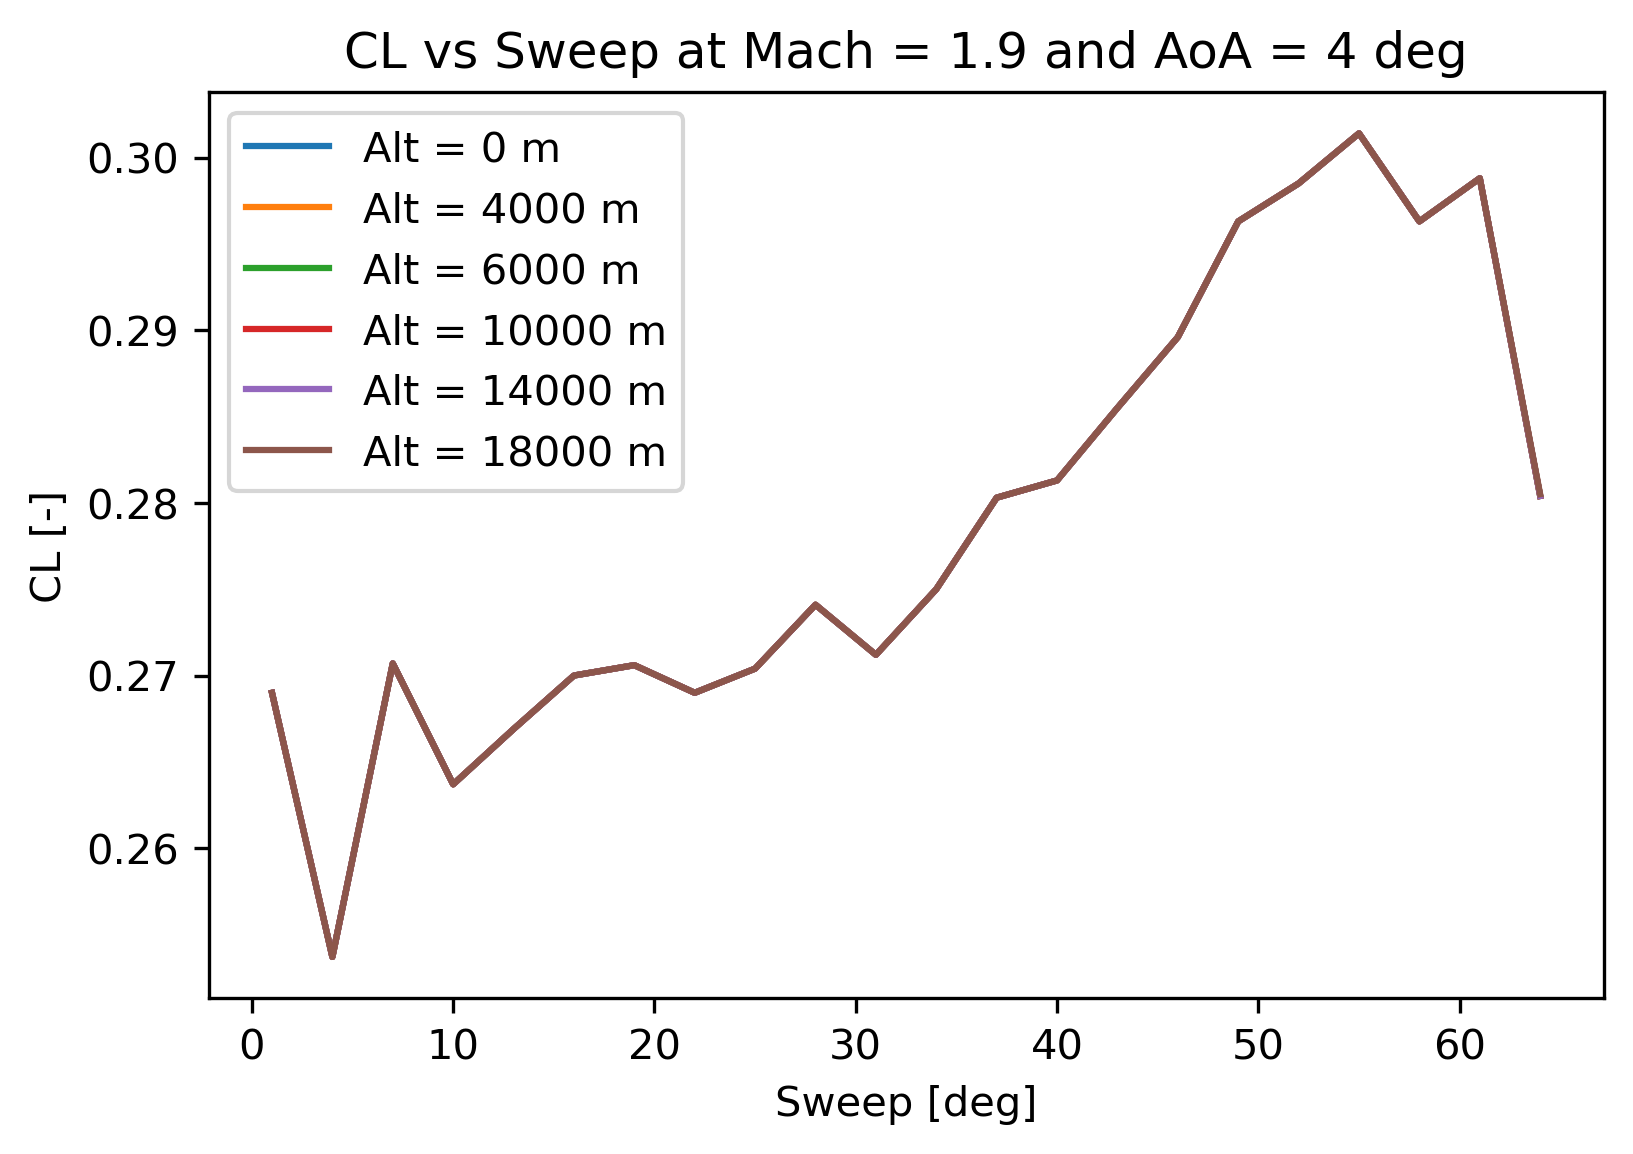 CL vs Sweep at Mach = 1.9 and AoA = 4 deg
Alt = 0 m
Alt = 4000 m
Alt = 6000 m
Alt = 10000 m
Alt = 14000 m
Alt = 18000 m
CL [-]
0.30
0.29
0.28
0.27
0.26
0 10 20 30 40 50 60
Sweep [deg]